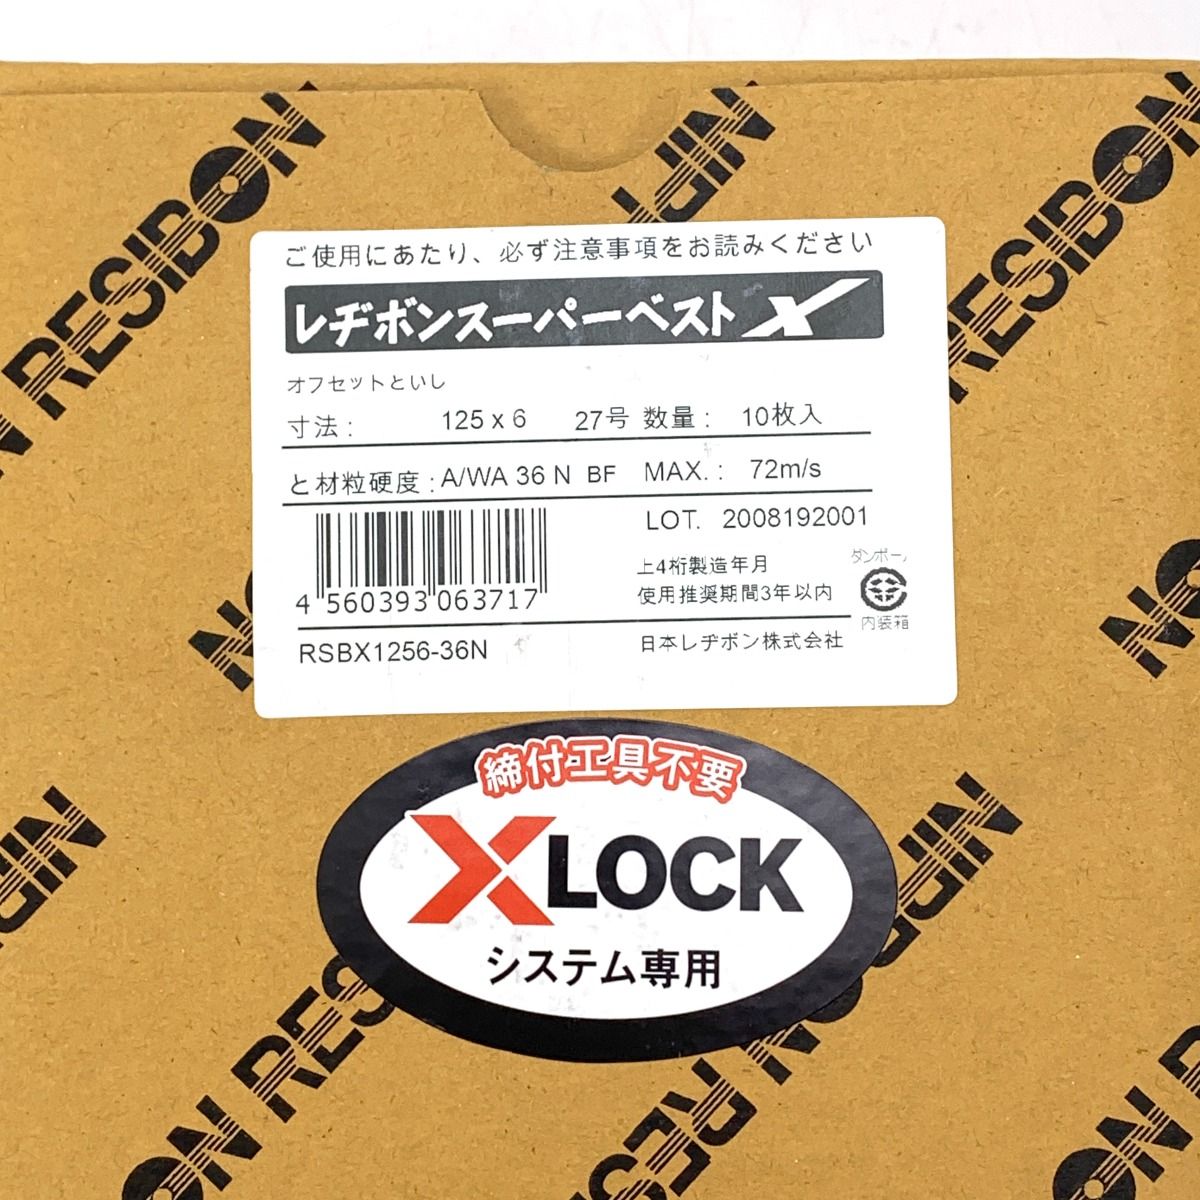 NIPPON RESIBON
ご使用にあたり、必ず注意事項をお読みください
レヂボンスーパーベストX
オフセットといし
寸法: 125 x 6 27号 数量: 10枚入
と材粒硬度:A/WA 36 N BF MAX.: 72m/s
LOT. 2008192001
上4桁製造年月
使用推奨期間3年以内
ダンボール
内装箱
4 560393 063717
RSBX1256-36N
日本レヂボン株式会社
締付工具不要
X LOCK
システム専用
NIPPON RESIBON